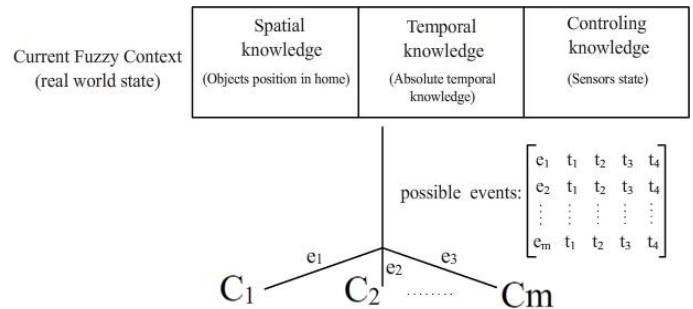 Current Fuzzy Context
(real world state)
Spatial
knowledge
(Objects position in home)
Temporal
knowledge
(Absolute temporal
knowledge)
Controling
knowledge
(Sensors state)
possible events:
e1 t1 t2 t3 t4
e2 t1 t2 t3 t4
⋮ ⋮ ⋮ ⋮ ⋮
em t1 t2 t3 t4
e1 e2 e3
C1 C2 ........ Cm